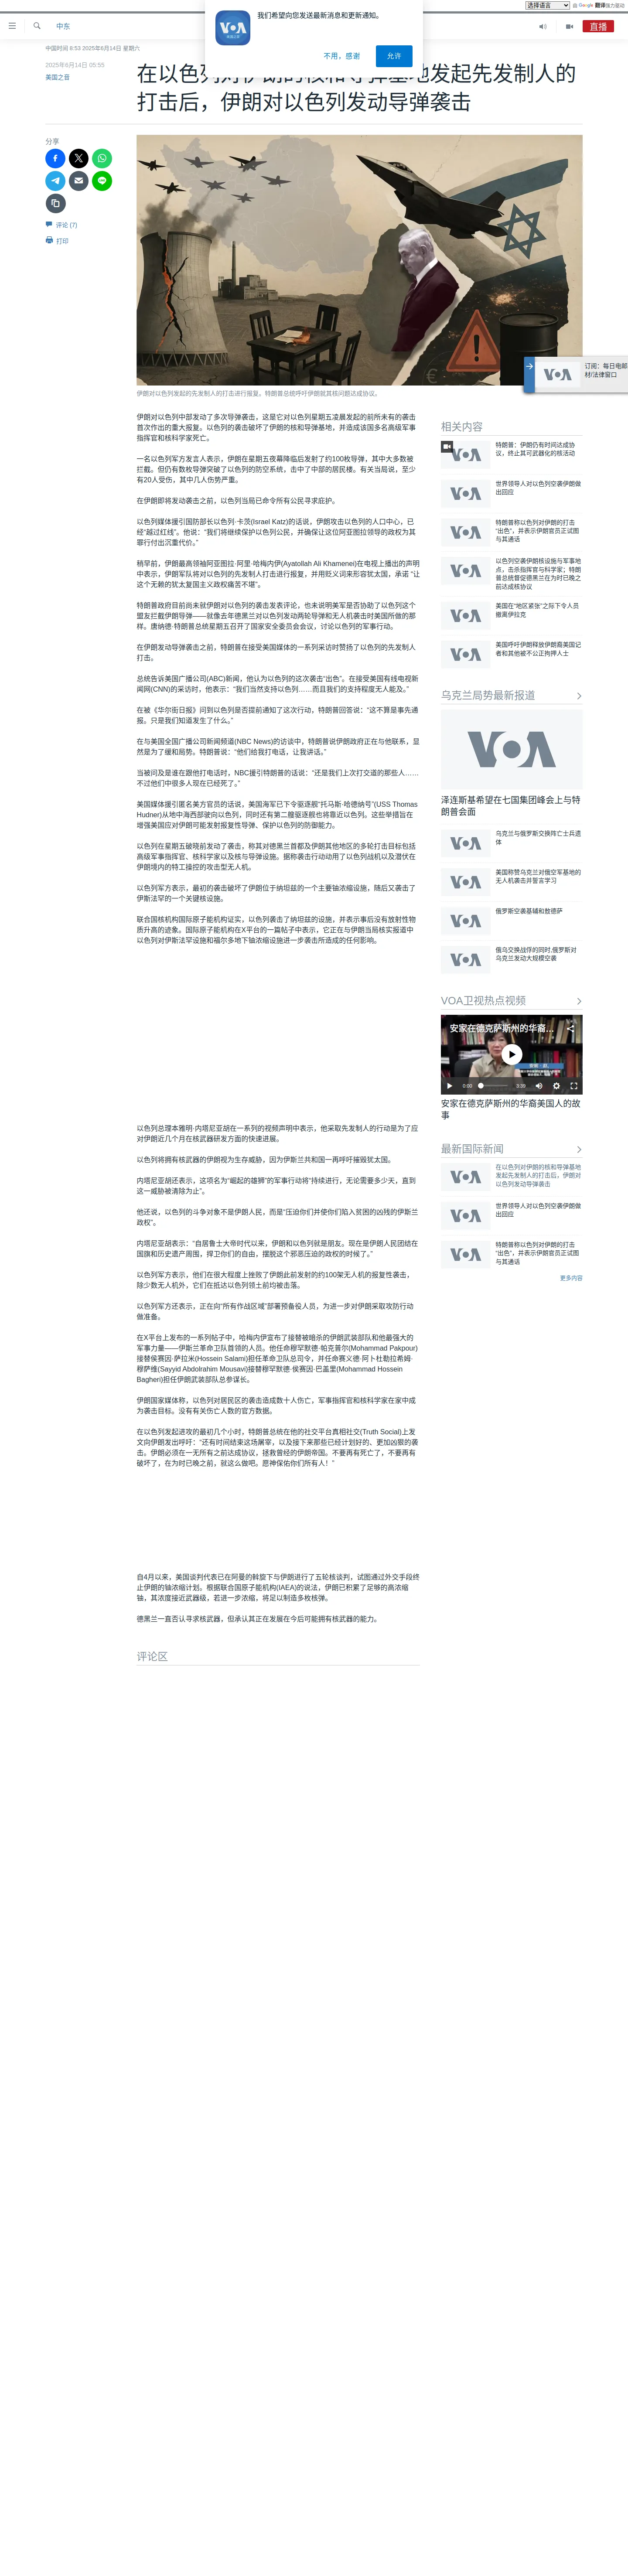 选择语言
由 Google 翻译强力驱动
VOA
我们希望向您发送最新消息和更新通知。
不用，感谢
允许
中东
直播
中国时间 8:53 2025年6月14日 星期六
2025年6月14日 05:55
美国之音
在以色列对伊朗的核和导弹基地发起先发制人的
打击后，伊朗对以色列发动导弹袭击
分享
评论 (7)
打印
伊朗对以色列发起的先发制人的打击进行报复。特朗普总统呼吁伊朗就其核问题达成协议。
订阅：每日电邮
材/法律窗口
伊朗对以色列中部发动了多次导弹袭击，这是它对以色列星期五凌晨发起的前所未有的袭击
首次作出的重大报复。以色列的袭击破坏了伊朗的核和导弹基地，并造成该国多名高级军事
指挥官和核科学家死亡。
一名以色列军方发言人表示，伊朗在星期五夜幕降临后发射了约100枚导弹，其中大多数被
拦截。但仍有数枚导弹突破了以色列的防空系统，击中了中部的居民楼。有关当局说，至少
有20人受伤，其中几人伤势严重。
在伊朗即将发动袭击之前，以色列当局已命令所有公民寻求庇护。
以色列媒体援引国防部长以色列·卡茨(Israel Katz)的话说，伊朗攻击以色列的人口中心，已
经“越过红线”。他说：“我们将继续保护以色列公民，并确保让这位阿亚图拉领导的政权为其
罪行付出沉重代价。”
稍早前，伊朗最高领袖阿亚图拉·阿里·哈梅内伊(Ayatollah Ali Khamenei)在电视上播出的声明
中表示，伊朗军队将对以色列的先发制人打击进行报复，并用贬义词来形容犹太国，承诺 “让
这个无赖的犹太复国主义政权痛苦不堪”。
特朗普政府目前尚未就伊朗对以色列的袭击发表评论，也未说明美军是否协助了以色列这个
盟友拦截伊朗导弹——就像去年德黑兰对以色列发动两轮导弹和无人机袭击时美国所做的那
样。唐纳德·特朗普总统星期五召开了国家安全委员会会议，讨论以色列的军事行动。
在伊朗发动导弹袭击之前，特朗普在接受美国媒体的一系列采访时赞扬了以色列的先发制人
打击。
总统告诉美国广播公司(ABC)新闻，他认为以色列的这次袭击“出色”。在接受美国有线电视新
闻网(CNN)的采访时，他表示：“我们当然支持以色列……而且我们的支持程度无人能及。”
在被《华尔街日报》问到以色列是否提前通知了这次行动，特朗普回答说：“这不算是事先通
报。只是我们知道发生了什么。”
在与美国全国广播公司新闻频道(NBC News)的访谈中，特朗普说伊朗政府正在与他联系，显
然是为了缓和局势。特朗普说：“他们给我打电话，让我讲话。”
当被问及是谁在跟他打电话时，NBC援引特朗普的话说：“还是我们上次打交道的那些人……
不过他们中很多人现在已经死了。”
美国媒体援引匿名美方官员的话说，美国海军已下令驱逐舰“托马斯·哈德纳号”(USS Thomas
Hudner)从地中海西部驶向以色列，同时还有第二艘驱逐舰也将靠近以色列。这些举措旨在
增强美国应对伊朗可能发射报复性导弹、保护以色列的防御能力。
以色列在星期五破晓前发动了袭击，称其对德黑兰首都及伊朗其他地区的多轮打击目标包括
高级军事指挥官、核科学家以及核与导弹设施。据称袭击行动动用了以色列战机以及潜伏在
伊朗境内的特工操控的攻击型无人机。
以色列军方表示，最初的袭击破坏了伊朗位于纳坦兹的一个主要铀浓缩设施，随后又袭击了
伊斯法罕的一个关键核设施。
联合国核机构国际原子能机构证实，以色列袭击了纳坦兹的设施，并表示事后没有放射性物
质升高的迹象。国际原子能机构在X平台的一篇帖子中表示，它正在与伊朗当局核实报道中
以色列对伊斯法罕设施和福尔多地下铀浓缩设施进一步袭击所造成的任何影响。
以色列总理本雅明·内塔尼亚胡在一系列的视频声明中表示，他采取先发制人的行动是为了应
对伊朗近几个月在核武器研发方面的快速进展。
以色列将拥有核武器的伊朗视为生存威胁，因为伊斯兰共和国一再呼吁摧毁犹太国。
内塔尼亚胡还表示，这项名为“崛起的雄狮”的军事行动将“持续进行，无论需要多少天，直到
这一威胁被清除为止”。
他还说，以色列的斗争对象不是伊朗人民，而是“压迫你们并使你们陷入贫困的凶残的伊斯兰
政权”。
内塔尼亚胡表示：“自居鲁士大帝时代以来，伊朗和以色列就是朋友。现在是伊朗人民团结在
国旗和历史遗产周围，捍卫你们的自由，摆脱这个邪恶压迫的政权的时候了。”
以色列军方表示，他们在很大程度上挫败了伊朗此前发射的约100架无人机的报复性袭击，
除少数无人机外，它们在抵达以色列领土前均被击落。
以色列军方还表示，正在向“所有作战区域”部署预备役人员，为进一步对伊朗采取攻防行动
做准备。
在X平台上发布的一系列帖子中，哈梅内伊宣布了接替被暗杀的伊朗武装部队和他最强大的
军事力量——伊斯兰革命卫队首领的人员。他任命穆罕默德·帕克普尔(Mohammad Pakpour)
接替侯赛因·萨拉米(Hossein Salami)担任革命卫队总司令，并任命赛义德·阿卜杜勒拉希姆·
穆萨维(Sayyid Abdolrahim Mousavi)接替穆罕默德·侯赛因·巴盖里(Mohammad Hossein
Bagheri)担任伊朗武装部队总参谋长。
伊朗国家媒体称，以色列对居民区的袭击造成数十人伤亡，军事指挥官和核科学家在家中成
为袭击目标。没有有关伤亡人数的官方数据。
在以色列发起进攻的最初几个小时，特朗普总统在他的社交平台真相社交(Truth Social)上发
文向伊朗发出呼吁：“还有时间结束这场屠宰，以及接下来那些已经计划好的、更加凶狠的袭
击。伊朗必须在一无所有之前达成协议，拯救曾经的伊朗帝国。不要再有死亡了，不要再有
破坏了，在为时已晚之前，就这么做吧。愿神保佑你们所有人！”
自4月以来，美国谈判代表已在阿曼的斡旋下与伊朗进行了五轮核谈判，试图通过外交手段终
止伊朗的铀浓缩计划。根据联合国原子能机构(IAEA)的说法，伊朗已积累了足够的高浓缩
铀，其浓度接近武器级，若进一步浓缩，将足以制造多枚核弹。
德黑兰一直否认寻求核武器，但承认其正在发展在今后可能拥有核武器的能力。
评论区
相关内容
特朗普：伊朗仍有时间达成协
议，终止其可武器化的核活动
世界领导人对以色列空袭伊朗做
出回应
特朗普称以色列对伊朗的打击
“出色”，并表示伊朗官员正试图
与其通话
以色列空袭伊朗核设施与军事地
点，击杀指挥官与科学家；特朗
普总统督促德黑兰在为时已晚之
前达成核协议
美国在“地区紧张”之际下令人员
撤离伊拉克
美国呼吁伊朗释放伊朗裔美国记
者和其他被不公正拘押人士
乌克兰局势最新报道
VOA
泽连斯基希望在七国集团峰会上与特
朗普会面
乌克兰与俄罗斯交换阵亡士兵遗
体
美国称赞乌克兰对俄空军基地的
无人机袭击并誓言学习
俄罗斯空袭基辅和敖德萨
俄乌交换战俘的同时,俄罗斯对
乌克兰发动大规模空袭
VOA卫视热点视频
安家在德克萨斯州的华裔…
0:00
安家在德克萨斯州的华裔美国人的故
事
最新国际新闻
在以色列对伊朗的核和导弹基地
发起先发制人的打击后，伊朗对
以色列发动导弹袭击
世界领导人对以色列空袭伊朗做
出回应
特朗普称以色列对伊朗的打击
“出色”，并表示伊朗官员正试图
与其通话
更多内容